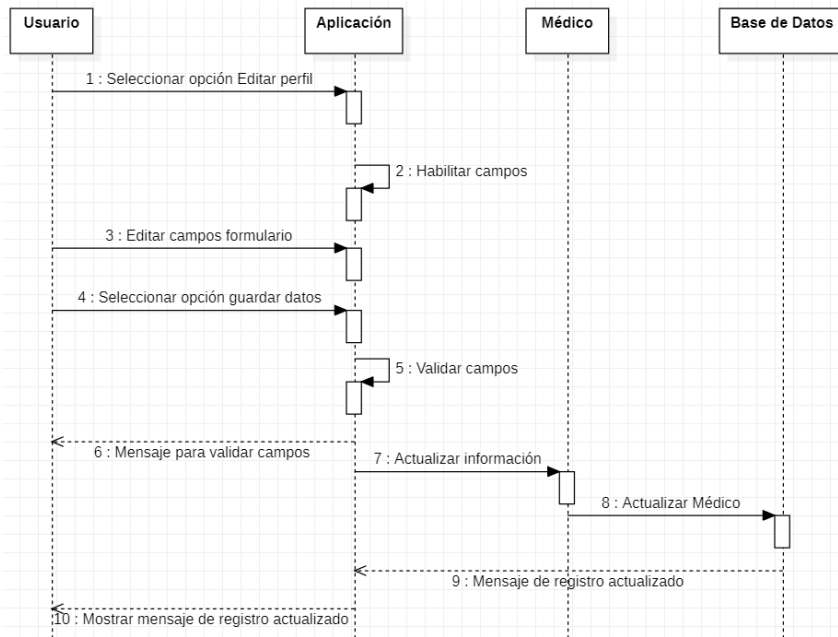 Usuario
Aplicación
Médico
Base de Datos
1 : Seleccionar opción Editar perfil
2 : Habilitar campos
3 : Editar campos formulario
4 : Seleccionar opción guardar datos
5 : Validar campos
6 : Mensaje para validar campos
7 : Actualizar información
8 : Actualizar Médico
9 : Mensaje de registro actualizado
10 : Mostrar mensaje de registro actualizado